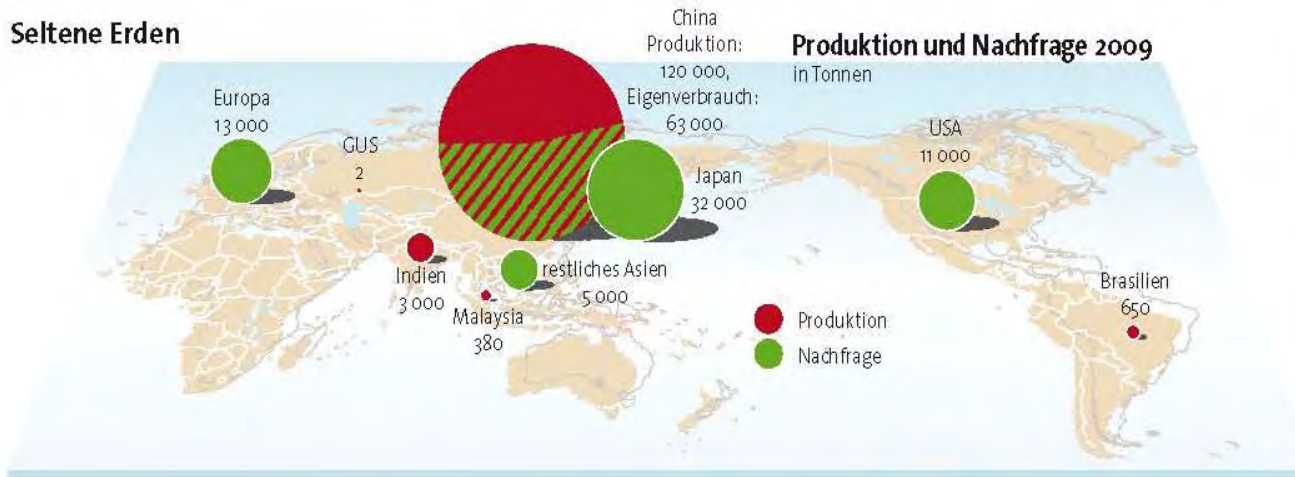 Seltene Erden
Produktion und Nachfrage 2009
in Tonnen
China
Produktion:
120 000,
Eigenverbrauch:
63 000
Europa
13 000
GUS
2
Japan
32 000
USA
11 000
Indien
3 000
restliches Asien
5 000
Malaysia
380
Brasilien
650
Produktion
Nachfrage